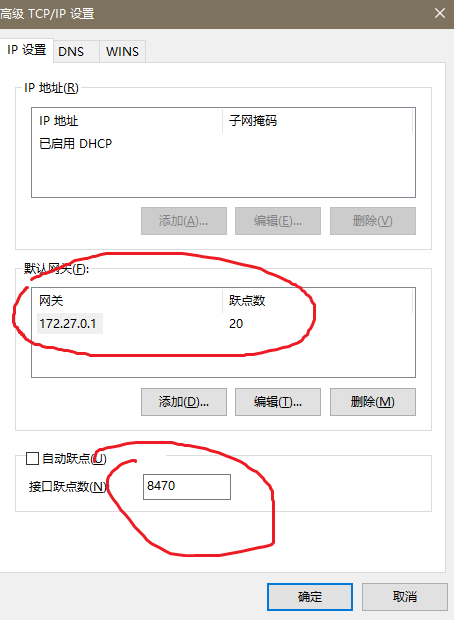 高级 TCP/IP 设置
IP 设置 DNS WINS
IP 地址(R)
IP 地址 子网掩码
已启用 DHCP
添加(A)... 编辑(E)... 删除(V)
默认网关(F):
网关 跃点数
172.27.0.1 20
添加(D)... 编辑(T)... 删除(M)
自动跃点(U)
接口跃点数(N)
8470
确定 取消